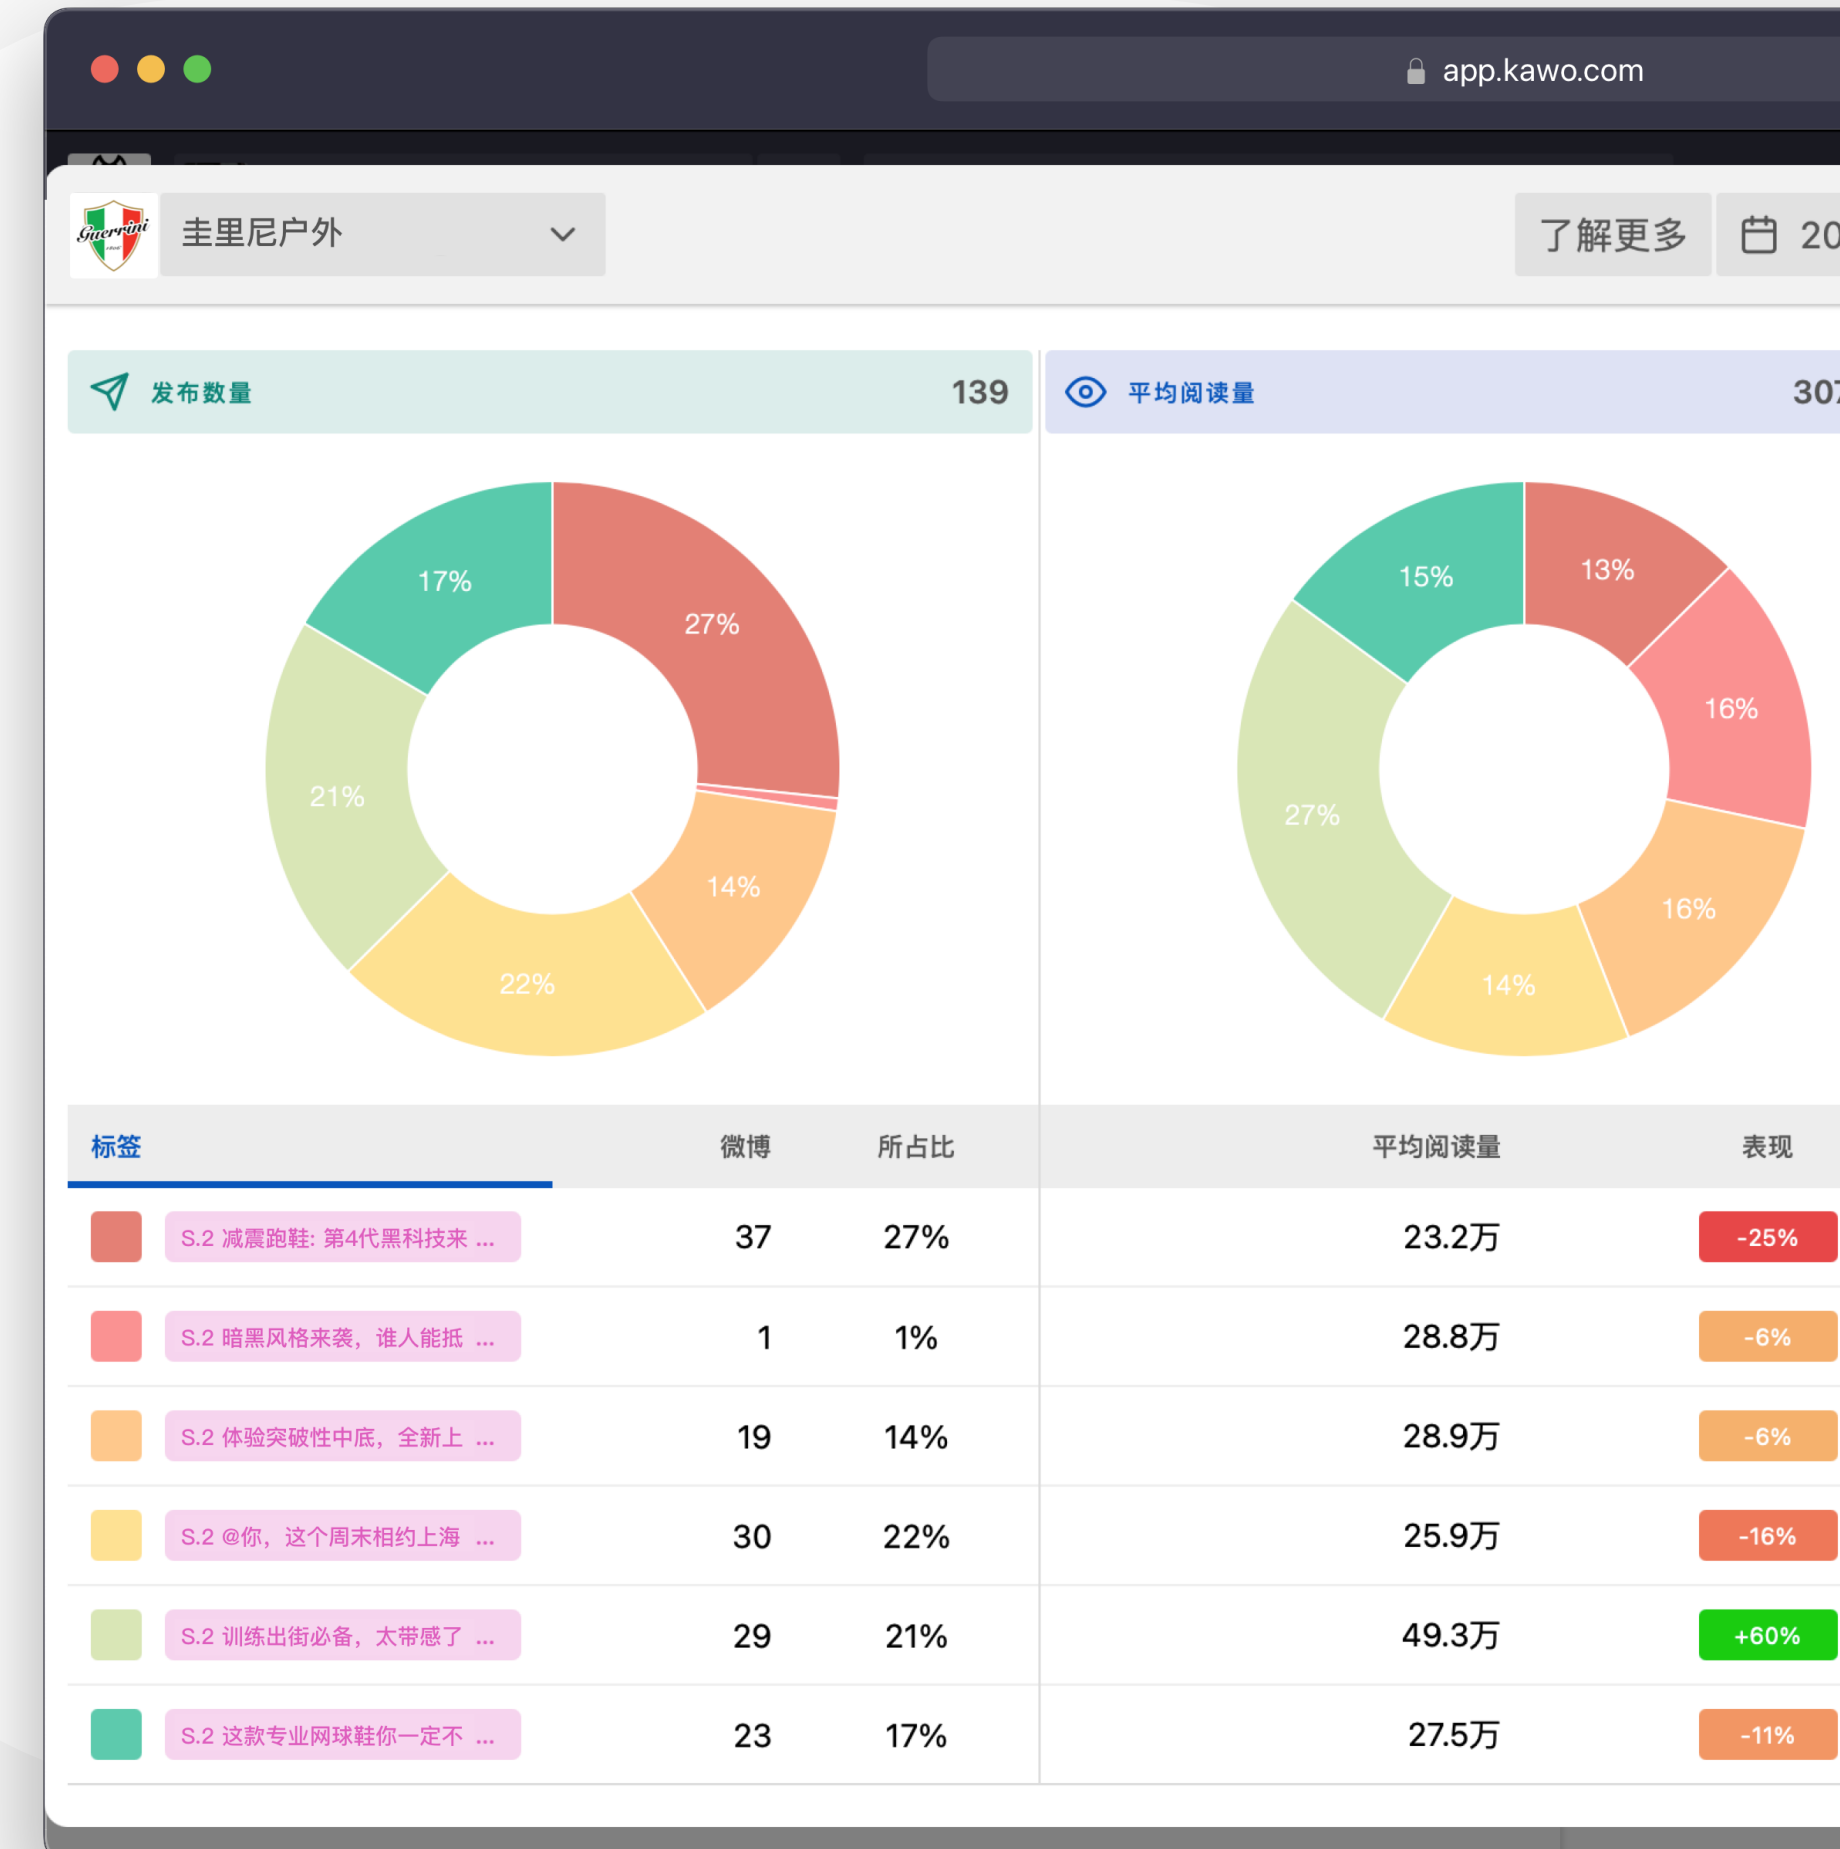 app.kawo.com
Guerrini
圭里尼户外
了解更多
20
发布数量 139
平均阅读量 307
17%
27%
21%
14%
22%
15%
13%
16%
27%
16%
14%
标签 微博 所占比 平均阅读量 表现
S.2 减震跑鞋: 第4代黑科技来 ... 37 27% 23.2万 -25%
S.2 暗黑风格来袭，谁人能抵 ... 1 1% 28.8万 -6%
S.2 体验突破性中底，全新上 ... 19 14% 28.9万 -6%
S.2 @你，这个周末相约上海 ... 30 22% 25.9万 -16%
S.2 训练出街必备，太带感了 ... 29 21% 49.3万 +60%
S.2 这款专业网球鞋你一定不 ... 23 17% 27.5万 -11%